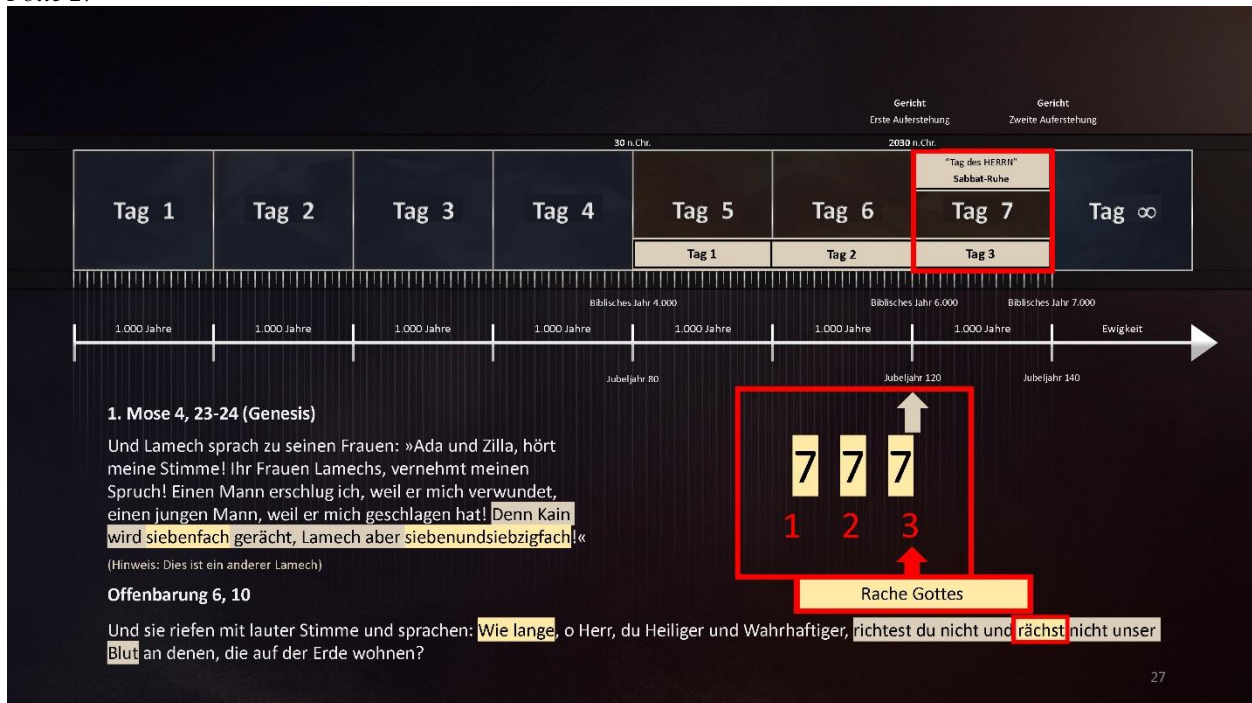 Gericht Gericht
Erste Auferstehung Zweite Auferstehung
30 n.Chr. 2030 n.Chr.
"Tag des HERRN"
Sabbat-Ruhe
Tag 1 Tag 2 Tag 3 Tag 4 Tag 5 Tag 6 Tag 7 Tag ∞
Tag 1 Tag 2 Tag 3
Biblisches Jahr 4.000 Biblisches Jahr 6.000 Biblisches Jahr 7.000
1.000 Jahre 1.000 Jahre 1.000 Jahre 1.000 Jahre 1.000 Jahre 1.000 Jahre 1.000 Jahre Ewigkeit
Jubeljahr 80 Jubeljahr 120 Jubeljahr 140
1. Mose 4, 23-24 (Genesis)
Und Lamech sprach zu seinen Frauen: »Ada und Zilla, hört
meine Stimme! Ihr Frauen Lamechs, vernehmt meinen
Spruch! Einen Mann erschlug ich, weil er mich verwundet,
einen jungen Mann, weil er mich geschlagen hat! Denn Kain
wird siebenfach gerächt, Lamech aber siebenundsiebzigfach!«
(Hinweis: Dies ist ein anderer Lamech)
7 7 7
1 2 3
Rache Gottes
Offenbarung 6, 10
Und sie riefen mit lauter Stimme und sprachen: Wie lange, o Herr, du Heiliger und Wahrhaftiger, richtest du nicht und rächst nicht unser
Blut an denen, die auf der Erde wohnen?
27